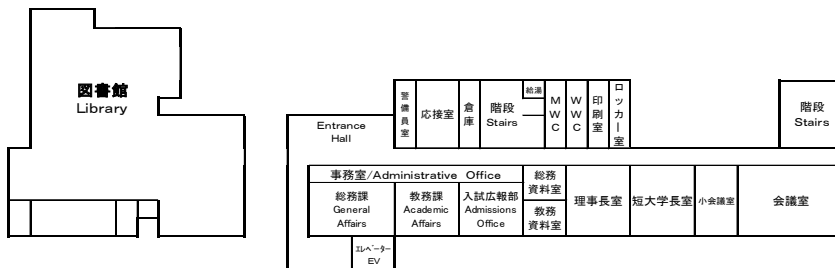 図書館
Library
Entrance
Hall
警備員室
応接室
倉庫
階段
Stairs
給湯
MWC
WWC
印刷室
ロッカー室
階段
Stairs
事務室/Administrative Office
総務課
General
Affairs
教務課
Academic
Affairs
入試広報部
Admissions
Office
総務
資料室
教務
資料室
理事長室
短大学長室
小会議室
会議室
エレベーター
EV